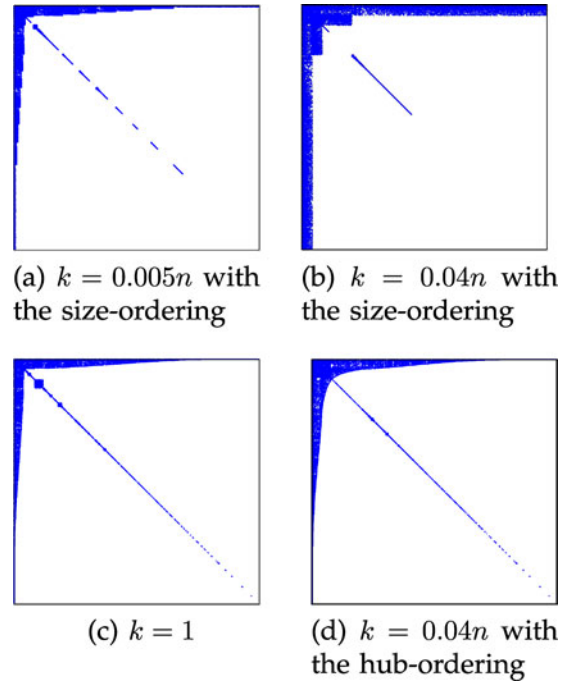 (a) k = 0.005n with
the size-ordering
(b) k = 0.04n with
the size-ordering
(c) k = 1
(d) k = 0.04n with
the hub-ordering